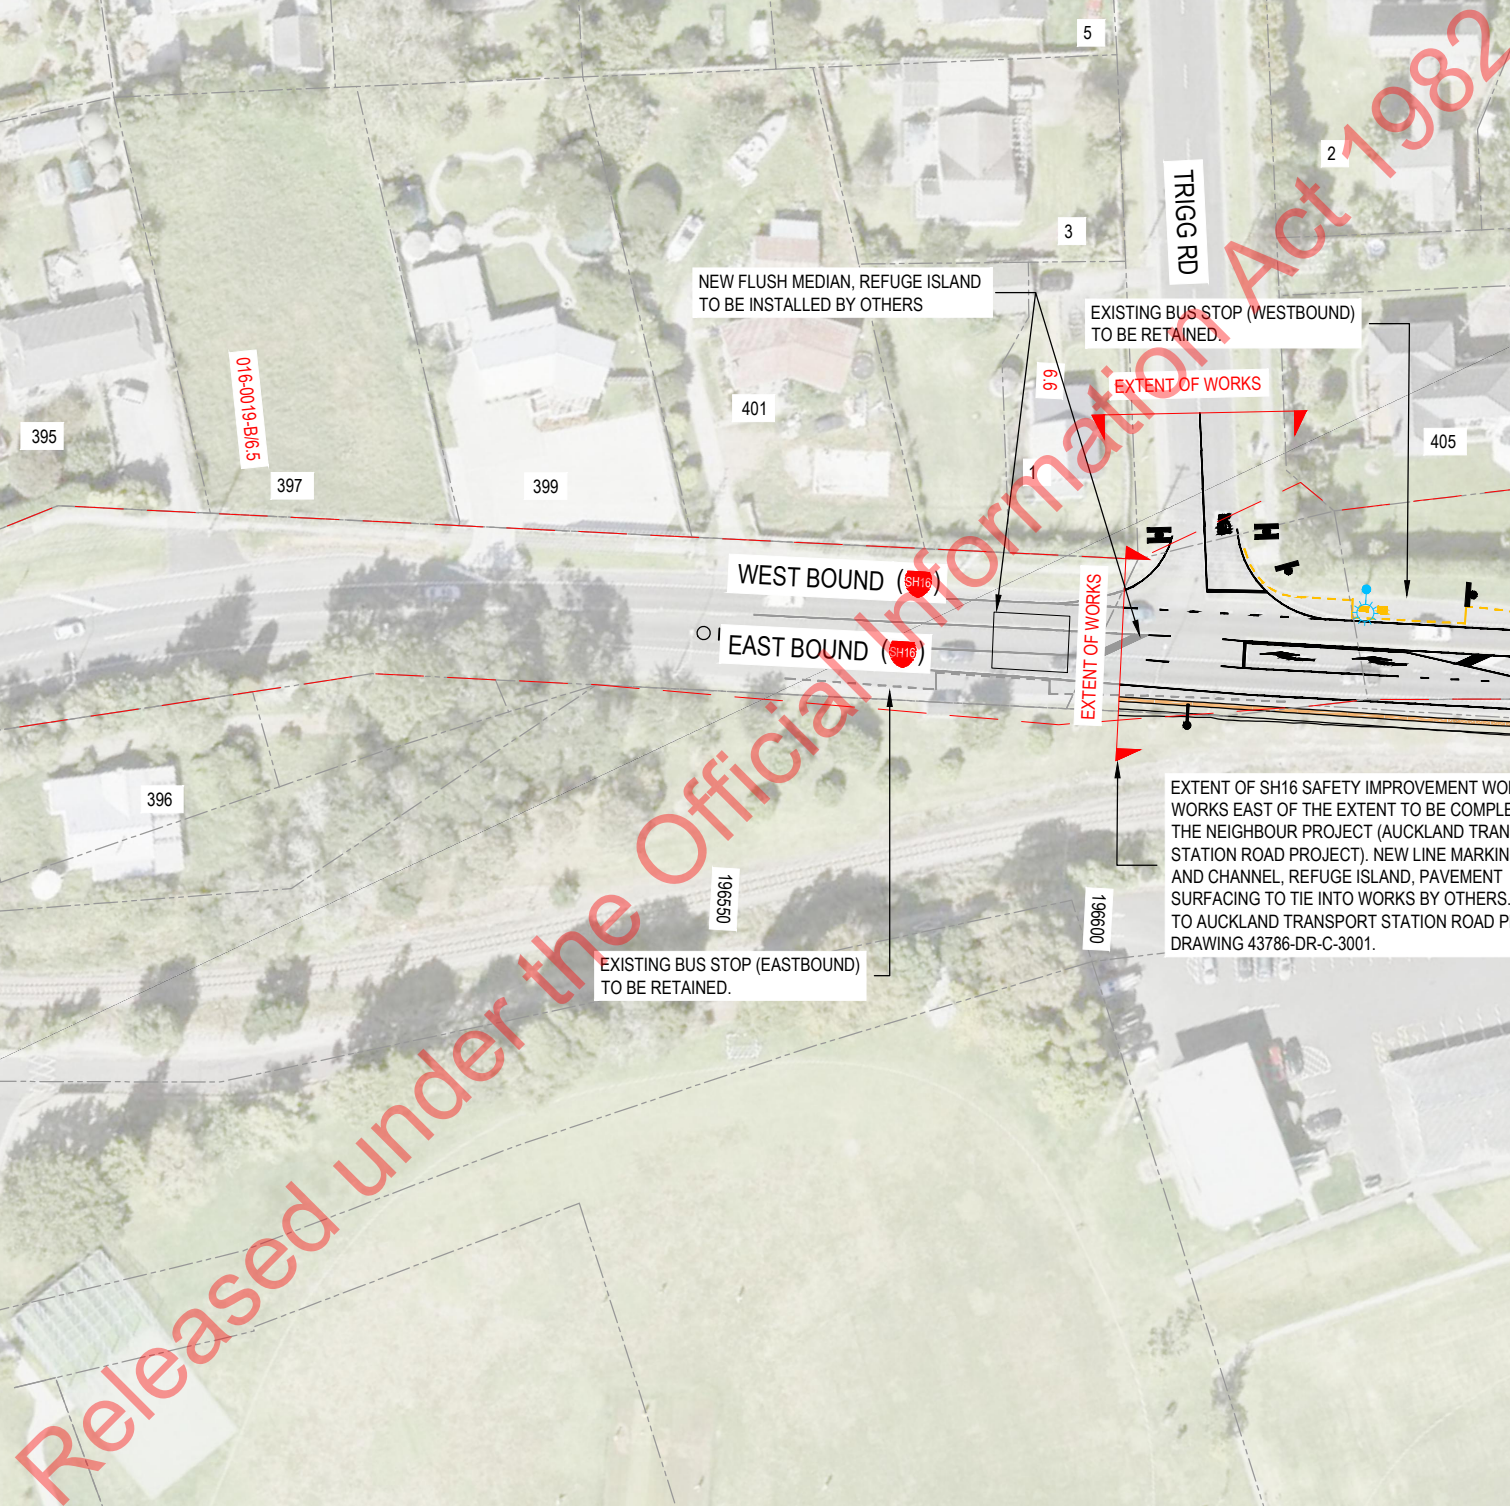 5
2
3
TRIGG RD
NEW FLUSH MEDIAN, REFUGE ISLAND
TO BE INSTALLED BY OTHERS
EXISTING BUS STOP (WESTBOUND)
TO BE RETAINED.
6.6
EXTENT OF WORKS
016-0019-B/6.5
395
397
399
401
1
405
WEST BOUND (SH16)
EAST BOUND (SH16)
EXTENT OF WORKS
396
EXTENT OF SH16 SAFETY IMPROVEMENT WO
WORKS EAST OF THE EXTENT TO BE COMPLE
THE NEIGHBOUR PROJECT (AUCKLAND TRAN
STATION ROAD PROJECT). NEW LINE MARKIN
AND CHANNEL, REFUGE ISLAND, PAVEMENT
SURFACING TO TIE INTO WORKS BY OTHERS.
TO AUCKLAND TRANSPORT STATION ROAD P
DRAWING 43786-DR-C-3001.
196550
196600
EXISTING BUS STOP (EASTBOUND)
TO BE RETAINED.
Released under the Official Information Act 1982